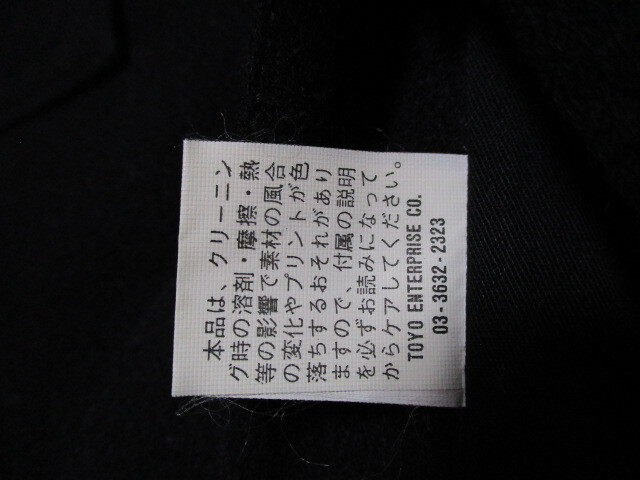 本品は、クリーニン
グ時の溶剤・摩擦・熱
等の影響で素材の風合
の変化やプリントが色
落ちするおそれがあり
ますので、付属の説明
を必ずお読みになって
からケアしてください。
TOYO ENTERPRISE CO.
03-3632-2323